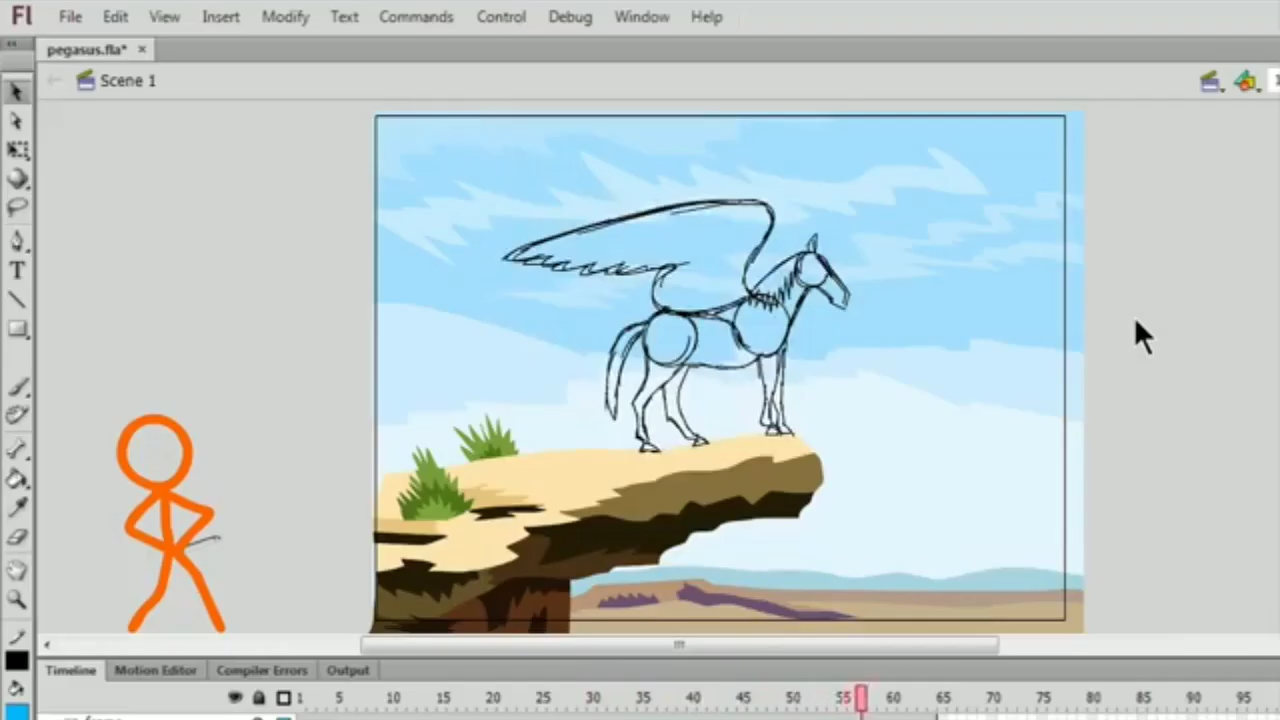 Fl File Edit View Insert Modify Text Commands Control Debug Window Help
pegasus.fla* ×
Scene 1
T
Timeline Motion Editor Compiler Errors Output
1 5 10 15 20 25 30 35 40 45 50 55 60 65 70 75 80 85 90 95